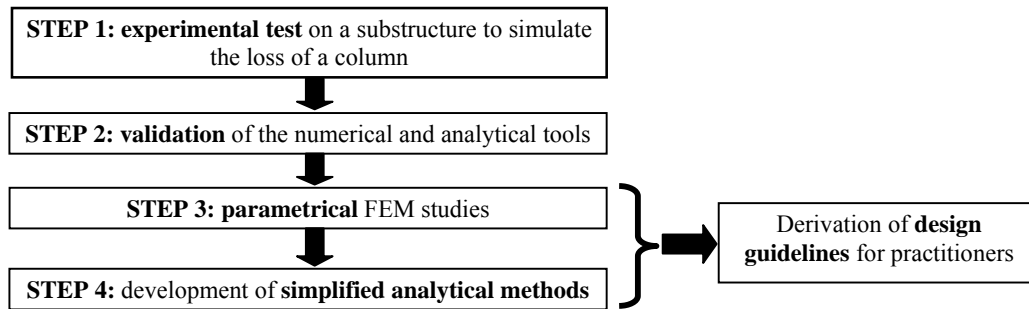 STEP 1: experimental test on a substructure to simulate
the loss of a column
STEP 2: validation of the numerical and analytical tools
STEP 3: parametrical FEM studies
STEP 4: development of simplified analytical methods
Derivation of design
guidelines for practitioners